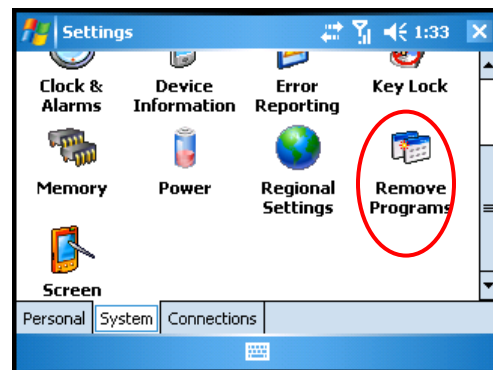 Settings 1:33
Clock & Alarms
Device Information
Error Reporting
Key Lock
Memory
Power
Regional Settings
Remove Programs
Screen
Personal System Connections